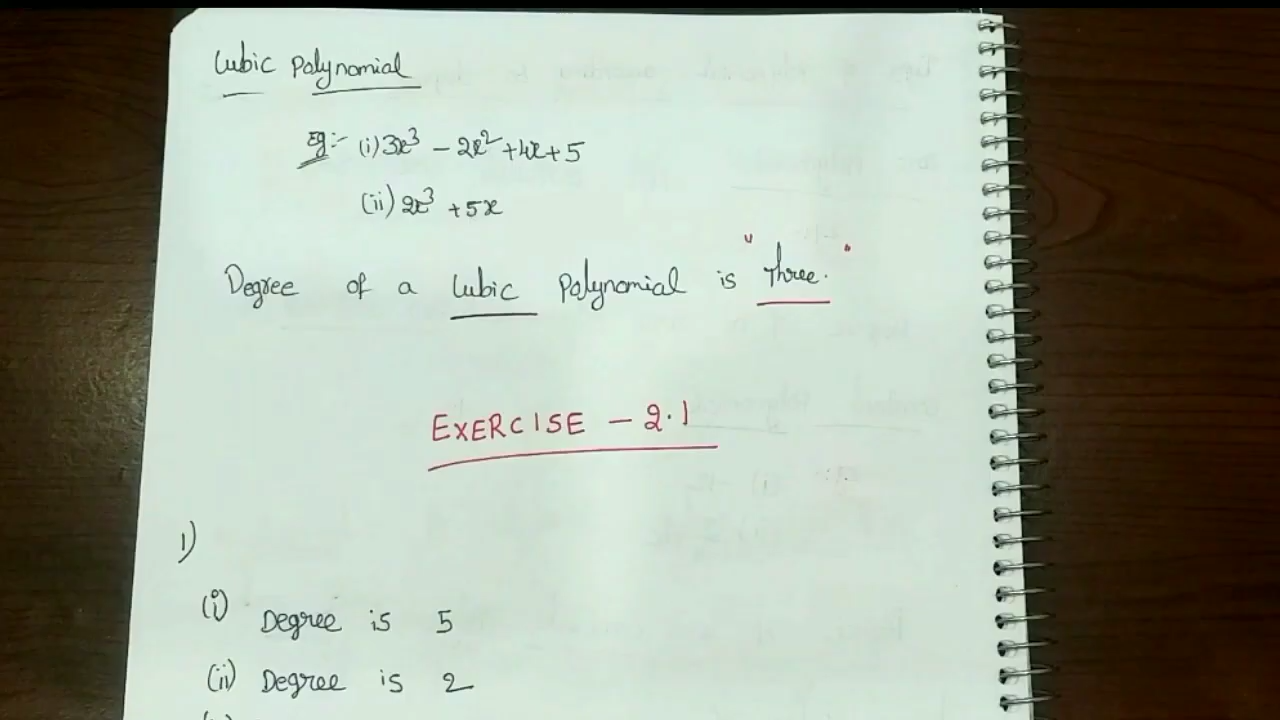 Cubic Polynomial
Eg:- (i) 3x³ - 2x² + 4x + 5
(ii) 2x³ + 5x
Degree of a Cubic Polynomial is "Three."
EXERCISE - 2.1
1)
(i) Degree is 5
(ii) Degree is 2